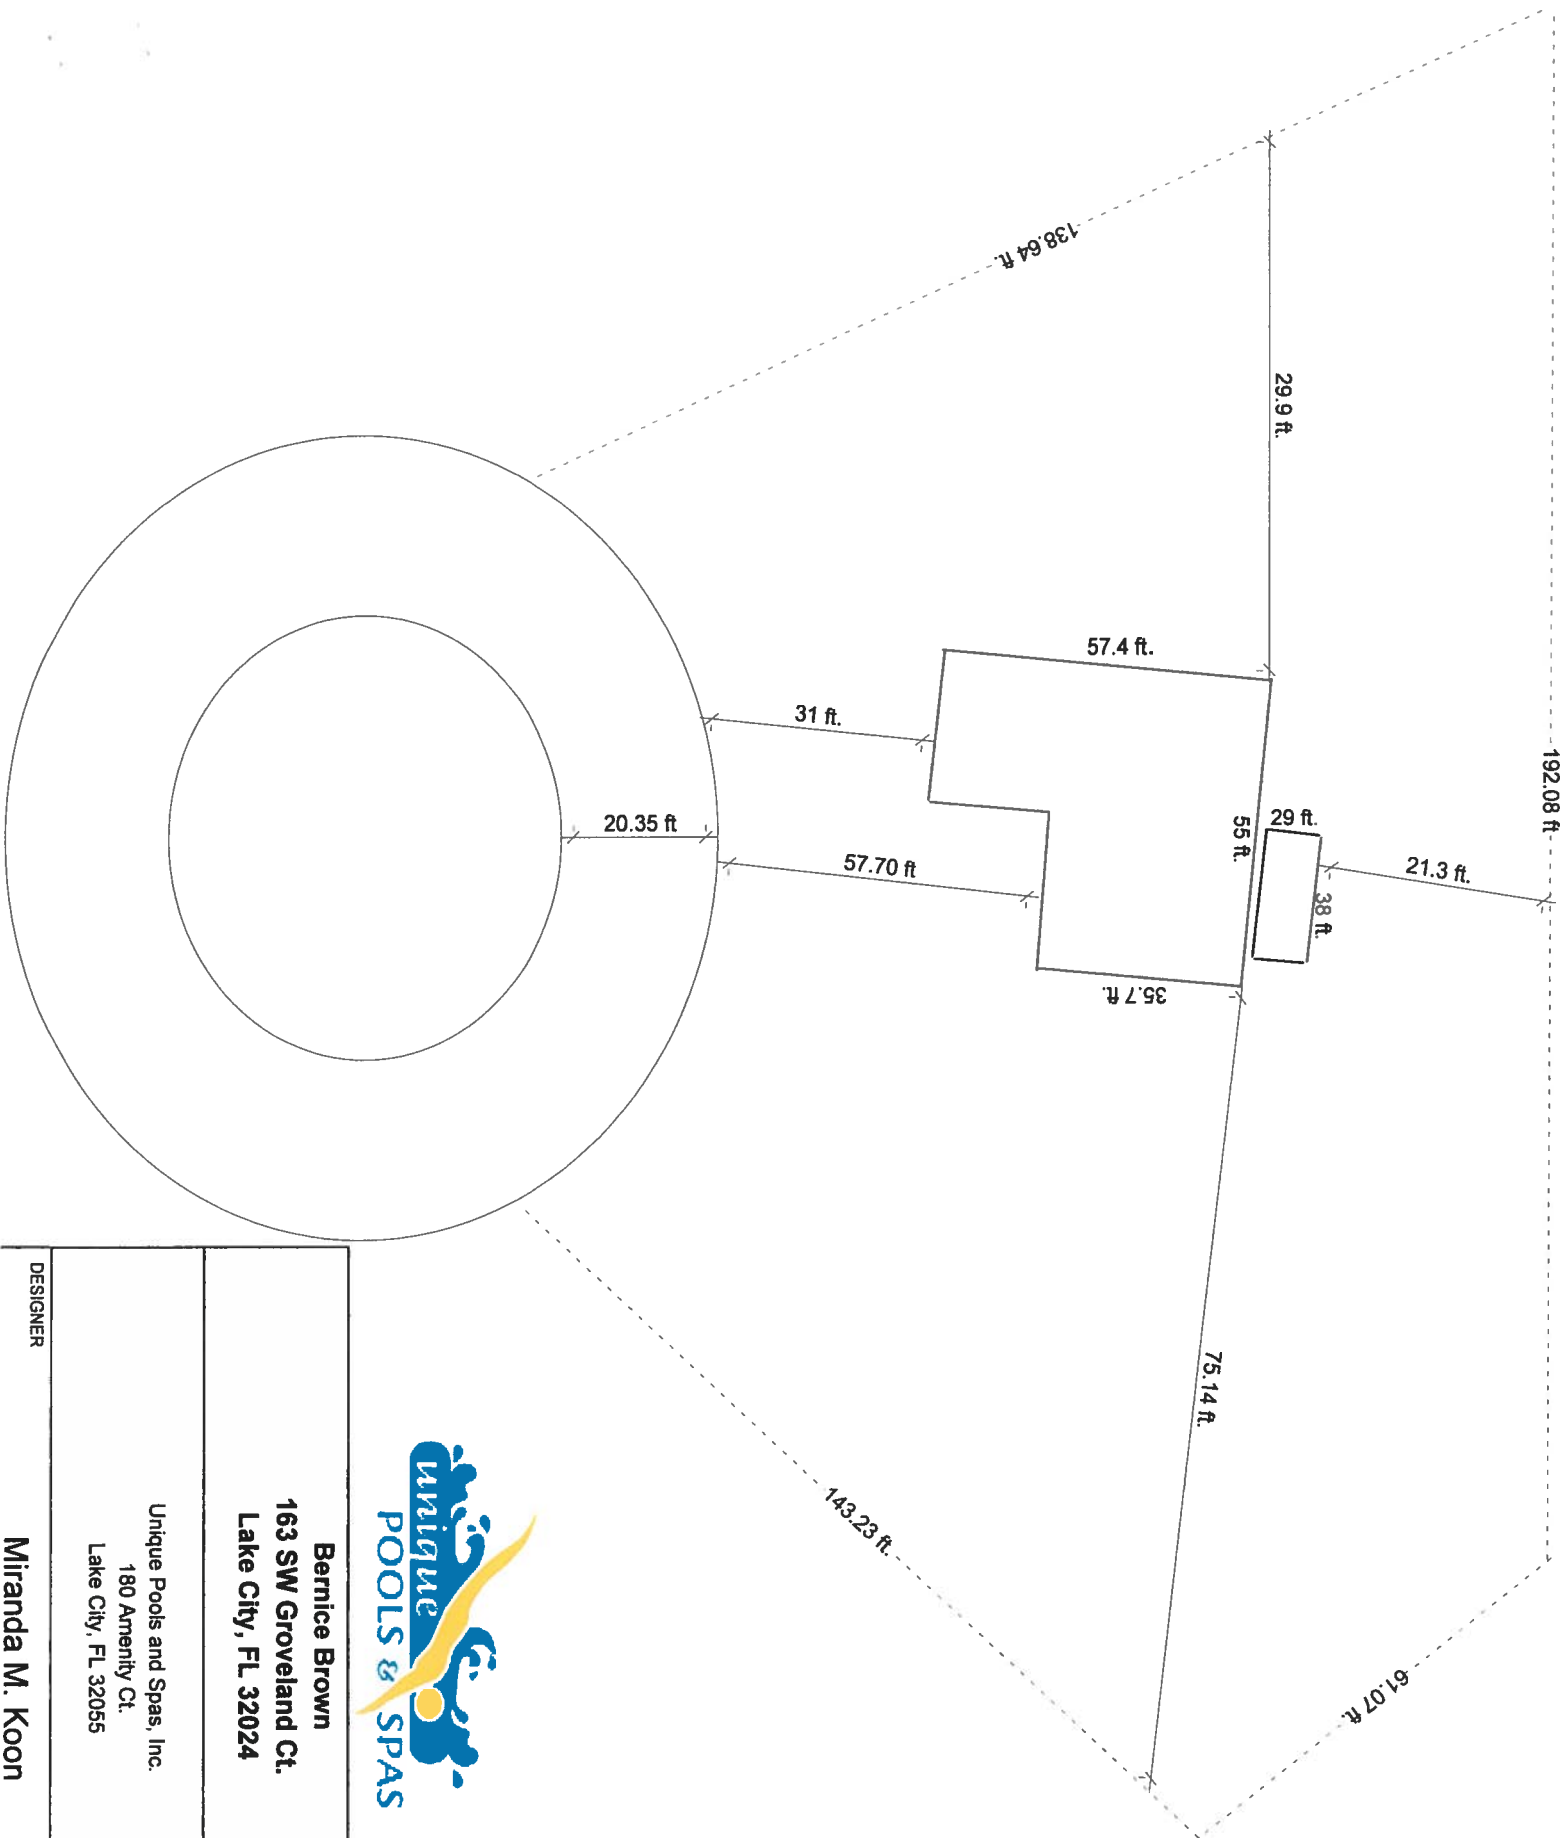 192.08 ft
138.64 ft.
29.9 ft.
57.4 ft.
55 ft.
29 ft.
38 ft.
21.3 ft.
31 ft.
20.35 ft
57.70 ft
35.7 ft.
75.14 ft.
143.23 ft.
61.07 ft.
unique
POOLS & SPAS
Bernice Brown
163 SW Groveland Ct.
Lake City, FL 32024
Unique Pools and Spas, Inc.
180 Amenity Ct.
Lake City, FL 32055
DESIGNER
Miranda M. Koon